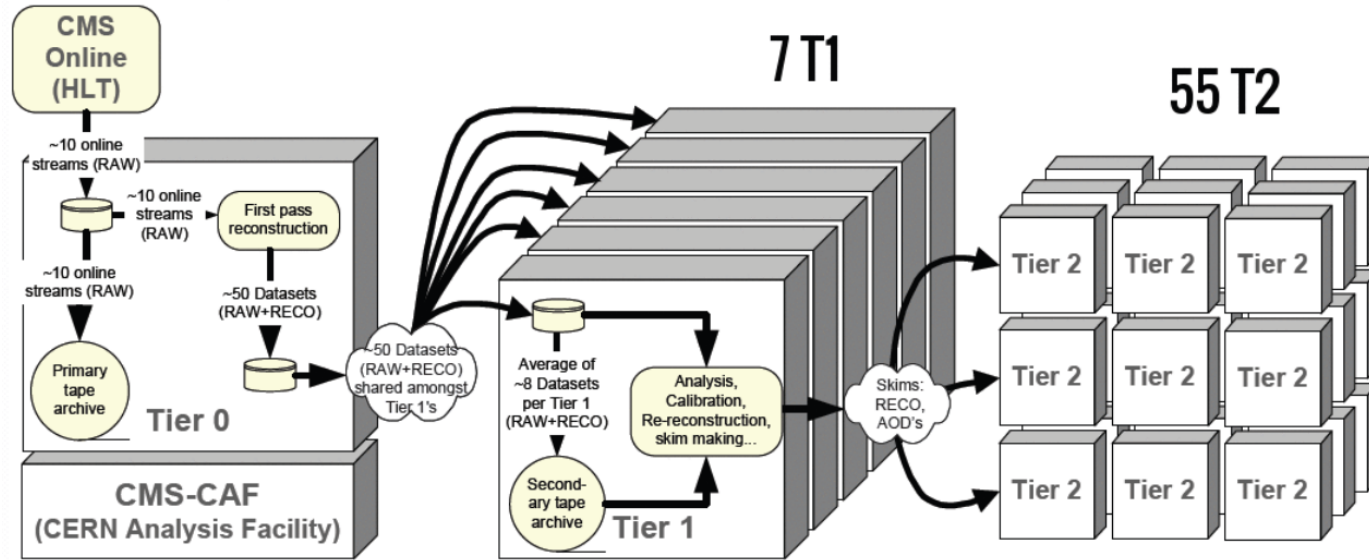 CMS
Online
(HLT)
~10 online
streams (RAW)
~10 online
streams
(RAW)
First pass
reconstruction
~10 online
streams (RAW)
~50 Datasets
(RAW+RECO)
Primary
tape
archive
Tier 0
CMS-CAF
(CERN Analysis Facility)
~50 Datasets
(RAW+RECO)
shared amongst
Tier 1's
7 T1
Average of
~8 Datasets
per Tier 1
(RAW+RECO)
Analysis,
Calibration,
Re-reconstruction,
skim making...
Second-
ary tape
archive
Tier 1
Skims:
RECO,
AOD's
55 T2
Tier 2 Tier 2 Tier 2
Tier 2 Tier 2 Tier 2
Tier 2 Tier 2 Tier 2